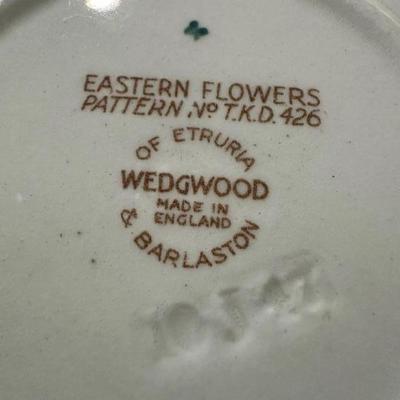 EASTERN FLOWERS
PATTERN No T.K.D. 426
OF ETRURIA
WEDGWOOD
MADE IN
ENGLAND
& BARLASTON